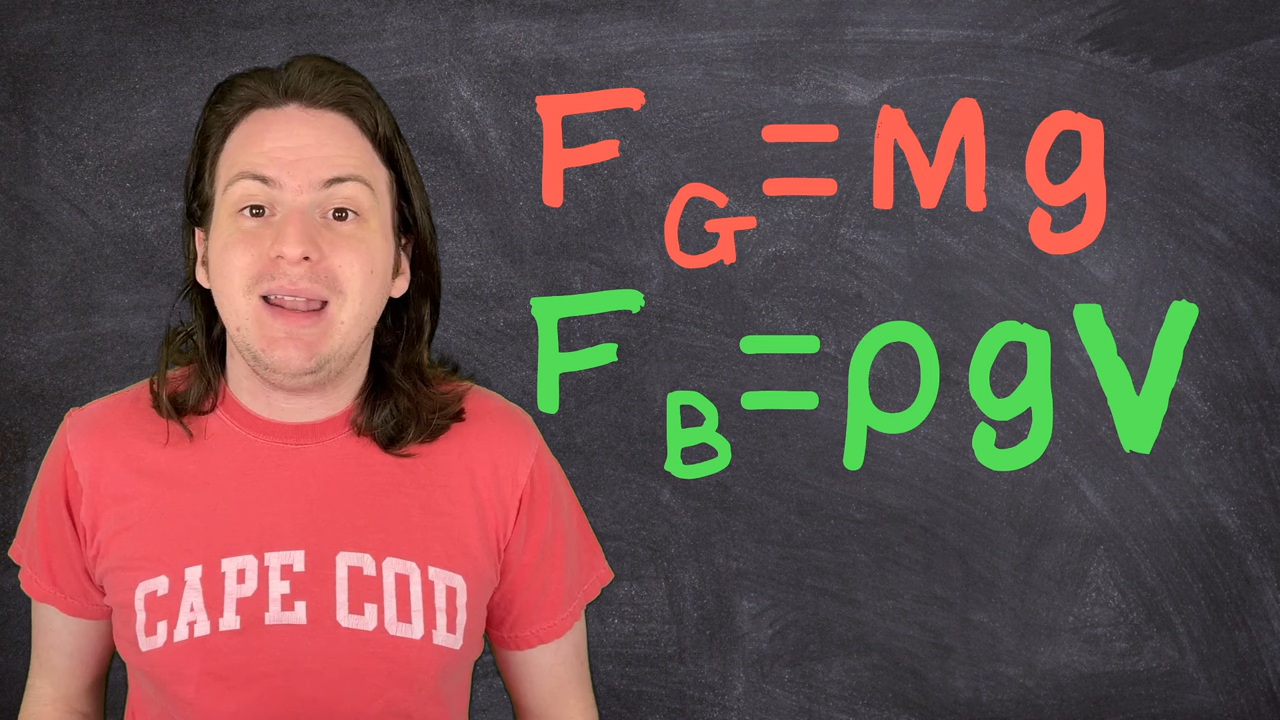 F_G = Mg
F_B = ρgV
CAPE COD